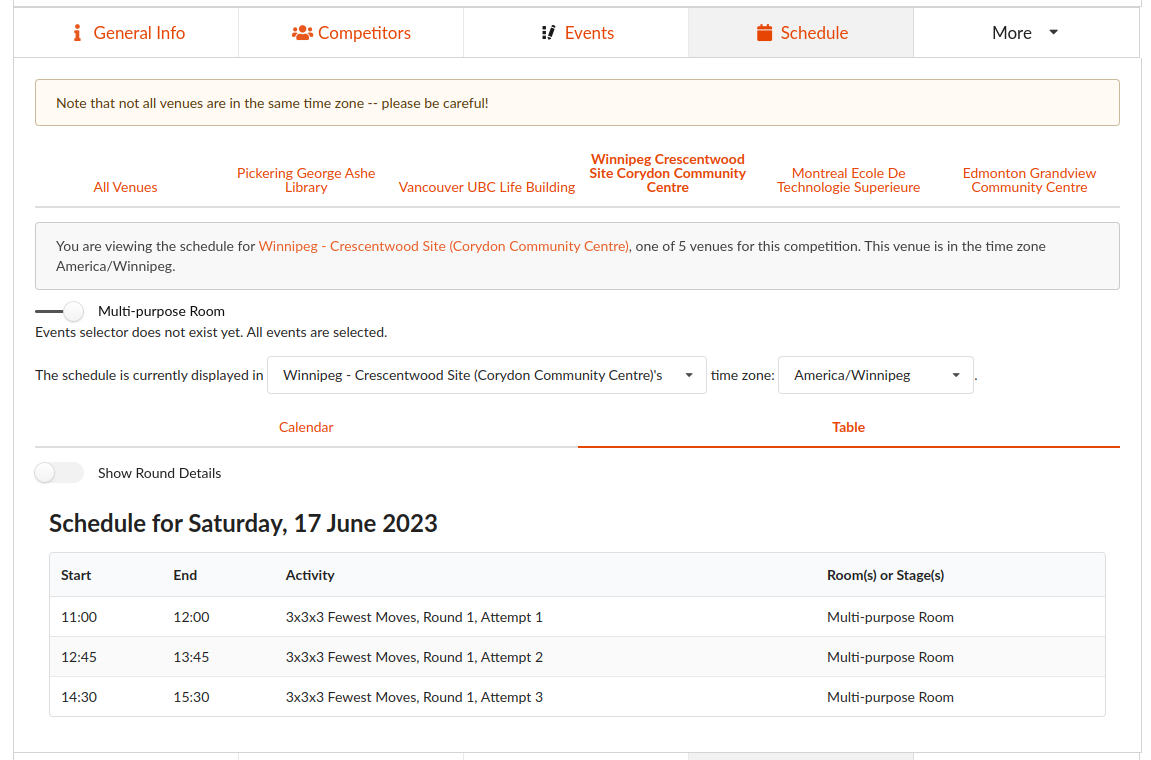 General Info Competitors Events Schedule More
Note that not all venues are in the same time zone -- please be careful!
All Venues
Pickering George Ashe
Library
Vancouver UBC Life Building
Winnipeg Crescentwood
Site Corydon Community
Centre
Montreal Ecole De
Technologie Superieure
Edmonton Grandview
Community Centre
You are viewing the schedule for Winnipeg - Crescentwood Site (Corydon Community Centre), one of 5 venues for this competition. This venue is in the time zone
America/Winnipeg.
Multi-purpose Room
Events selector does not exist yet. All events are selected.
The schedule is currently displayed in Winnipeg - Crescentwood Site (Corydon Community Centre)'s time zone: America/Winnipeg .
Calendar Table
Show Round Details
Schedule for Saturday, 17 June 2023
Start End Activity Room(s) or Stage(s)
11:00 12:00 3x3x3 Fewest Moves, Round 1, Attempt 1 Multi-purpose Room
12:45 13:45 3x3x3 Fewest Moves, Round 1, Attempt 2 Multi-purpose Room
14:30 15:30 3x3x3 Fewest Moves, Round 1, Attempt 3 Multi-purpose Room